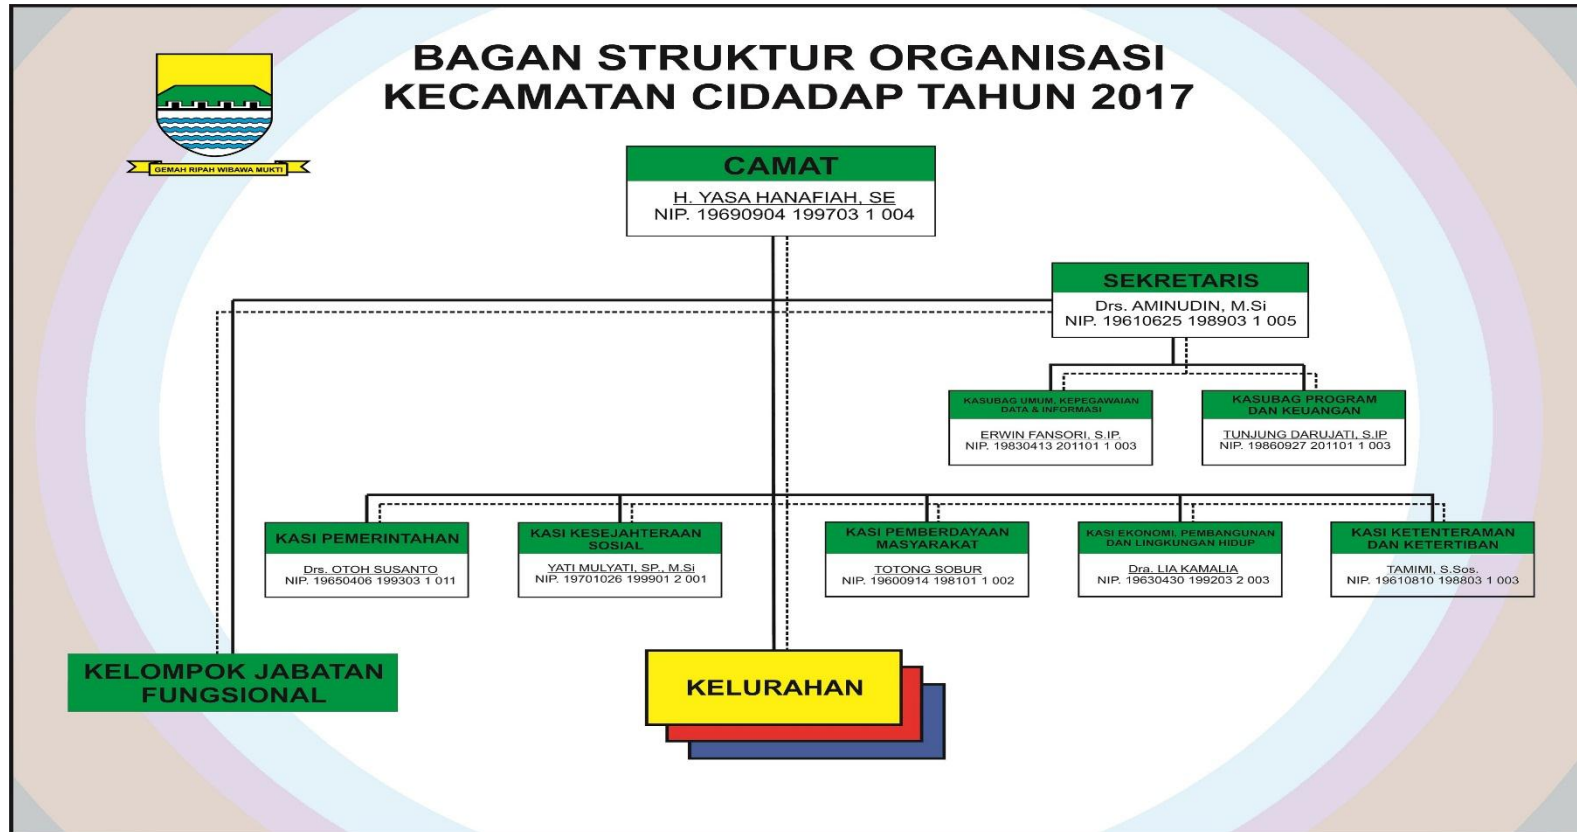 BAGAN STRUKTUR ORGANISASI
KECAMATAN CIDADAP TAHUN 2017
GEMAH RIPAH WIBAWA MUKTI
CAMAT
H. YASA HANAFIAH, SE
NIP. 19690904 199703 1 004
SEKRETARIS
Drs. AMINUDIN, M.Si
NIP. 19610625 198903 1 005
KASUBAG UMUM, KEPEGAWAIAN
DATA & INFORMASI
ERWIN FANSORI, S.IP.
NIP. 19830413 201101 1 003
KASUBAG PROGRAM
DAN KEUANGAN
TUNJUNG DARUJATI, S.IP
NIP. 19860927 201101 1 003
KASI PEMERINTAHAN
Drs. OTOH SUSANTO
NIP. 19650406 199303 1 011
KASI KESEJAHTERAAN
SOSIAL
YATI MULYATI, SP., M.Si
NIP. 19701026 199901 2 001
KASI PEMBERDAYAAN
MASYARAKAT
TOTONG SOBUR
NIP. 19600914 198101 1 002
KASI EKONOMI, PEMBANGUNAN
DAN LINGKUNGAN HIDUP
Dra. LIA KAMALIA
NIP. 19630430 199203 2 003
KASI KETENTERAMAN
DAN KETERTIBAN
TAMIMI, S.Sos.
NIP. 19610810 198803 1 003
KELOMPOK JABATAN
FUNGSIONAL
KELURAHAN